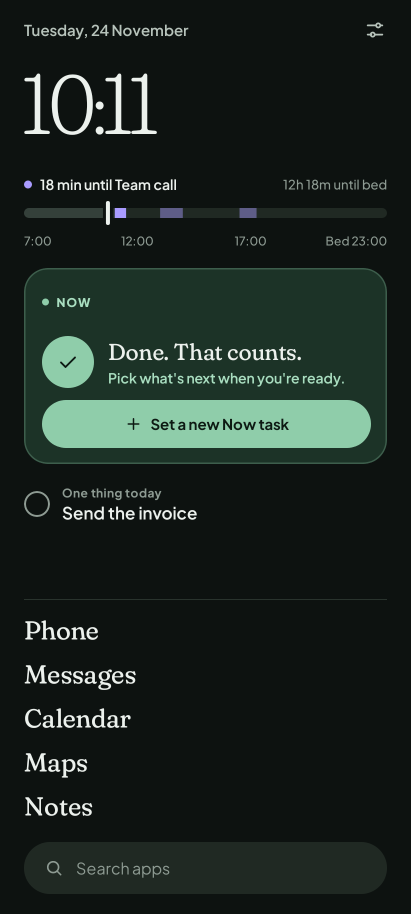 Tuesday, 24 November
10:11
18 min until Team call
12h 18m until bed
7:00 12:00 17:00 Bed 23:00
NOW
Done. That counts.
Pick what's next when you're ready.
Set a new Now task
One thing today
Send the invoice
Phone
Messages
Calendar
Maps
Notes
Search apps